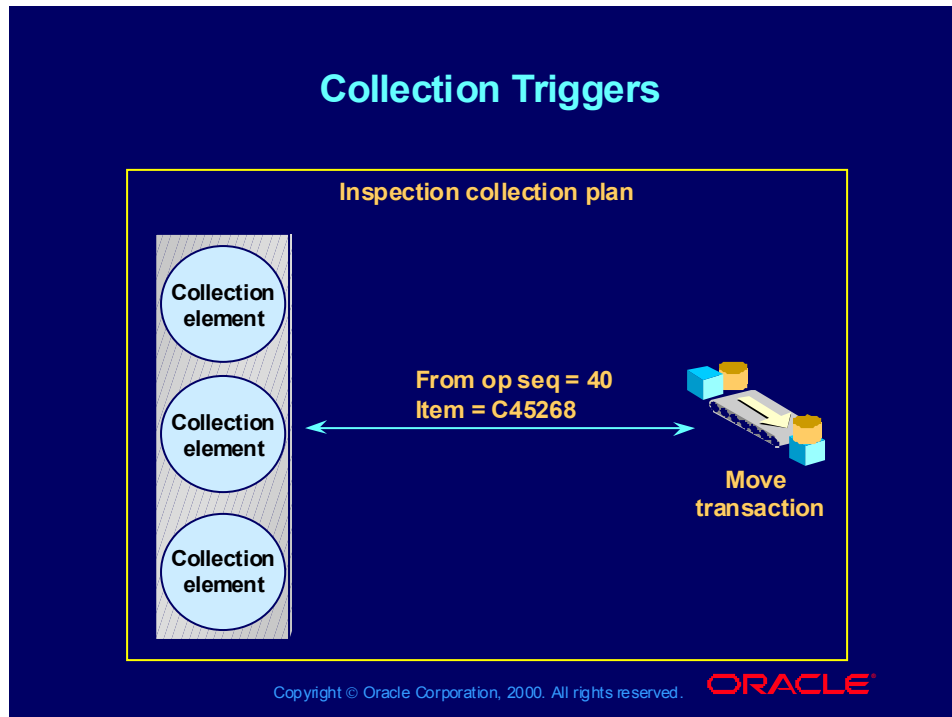 Collection Triggers
Inspection collection plan
Collection
element
Collection
element
Collection
element
From op seq = 40
Item = C45268
Move
transaction
Copyright © Oracle Corporation, 2000. All rights reserved.
ORACLE®